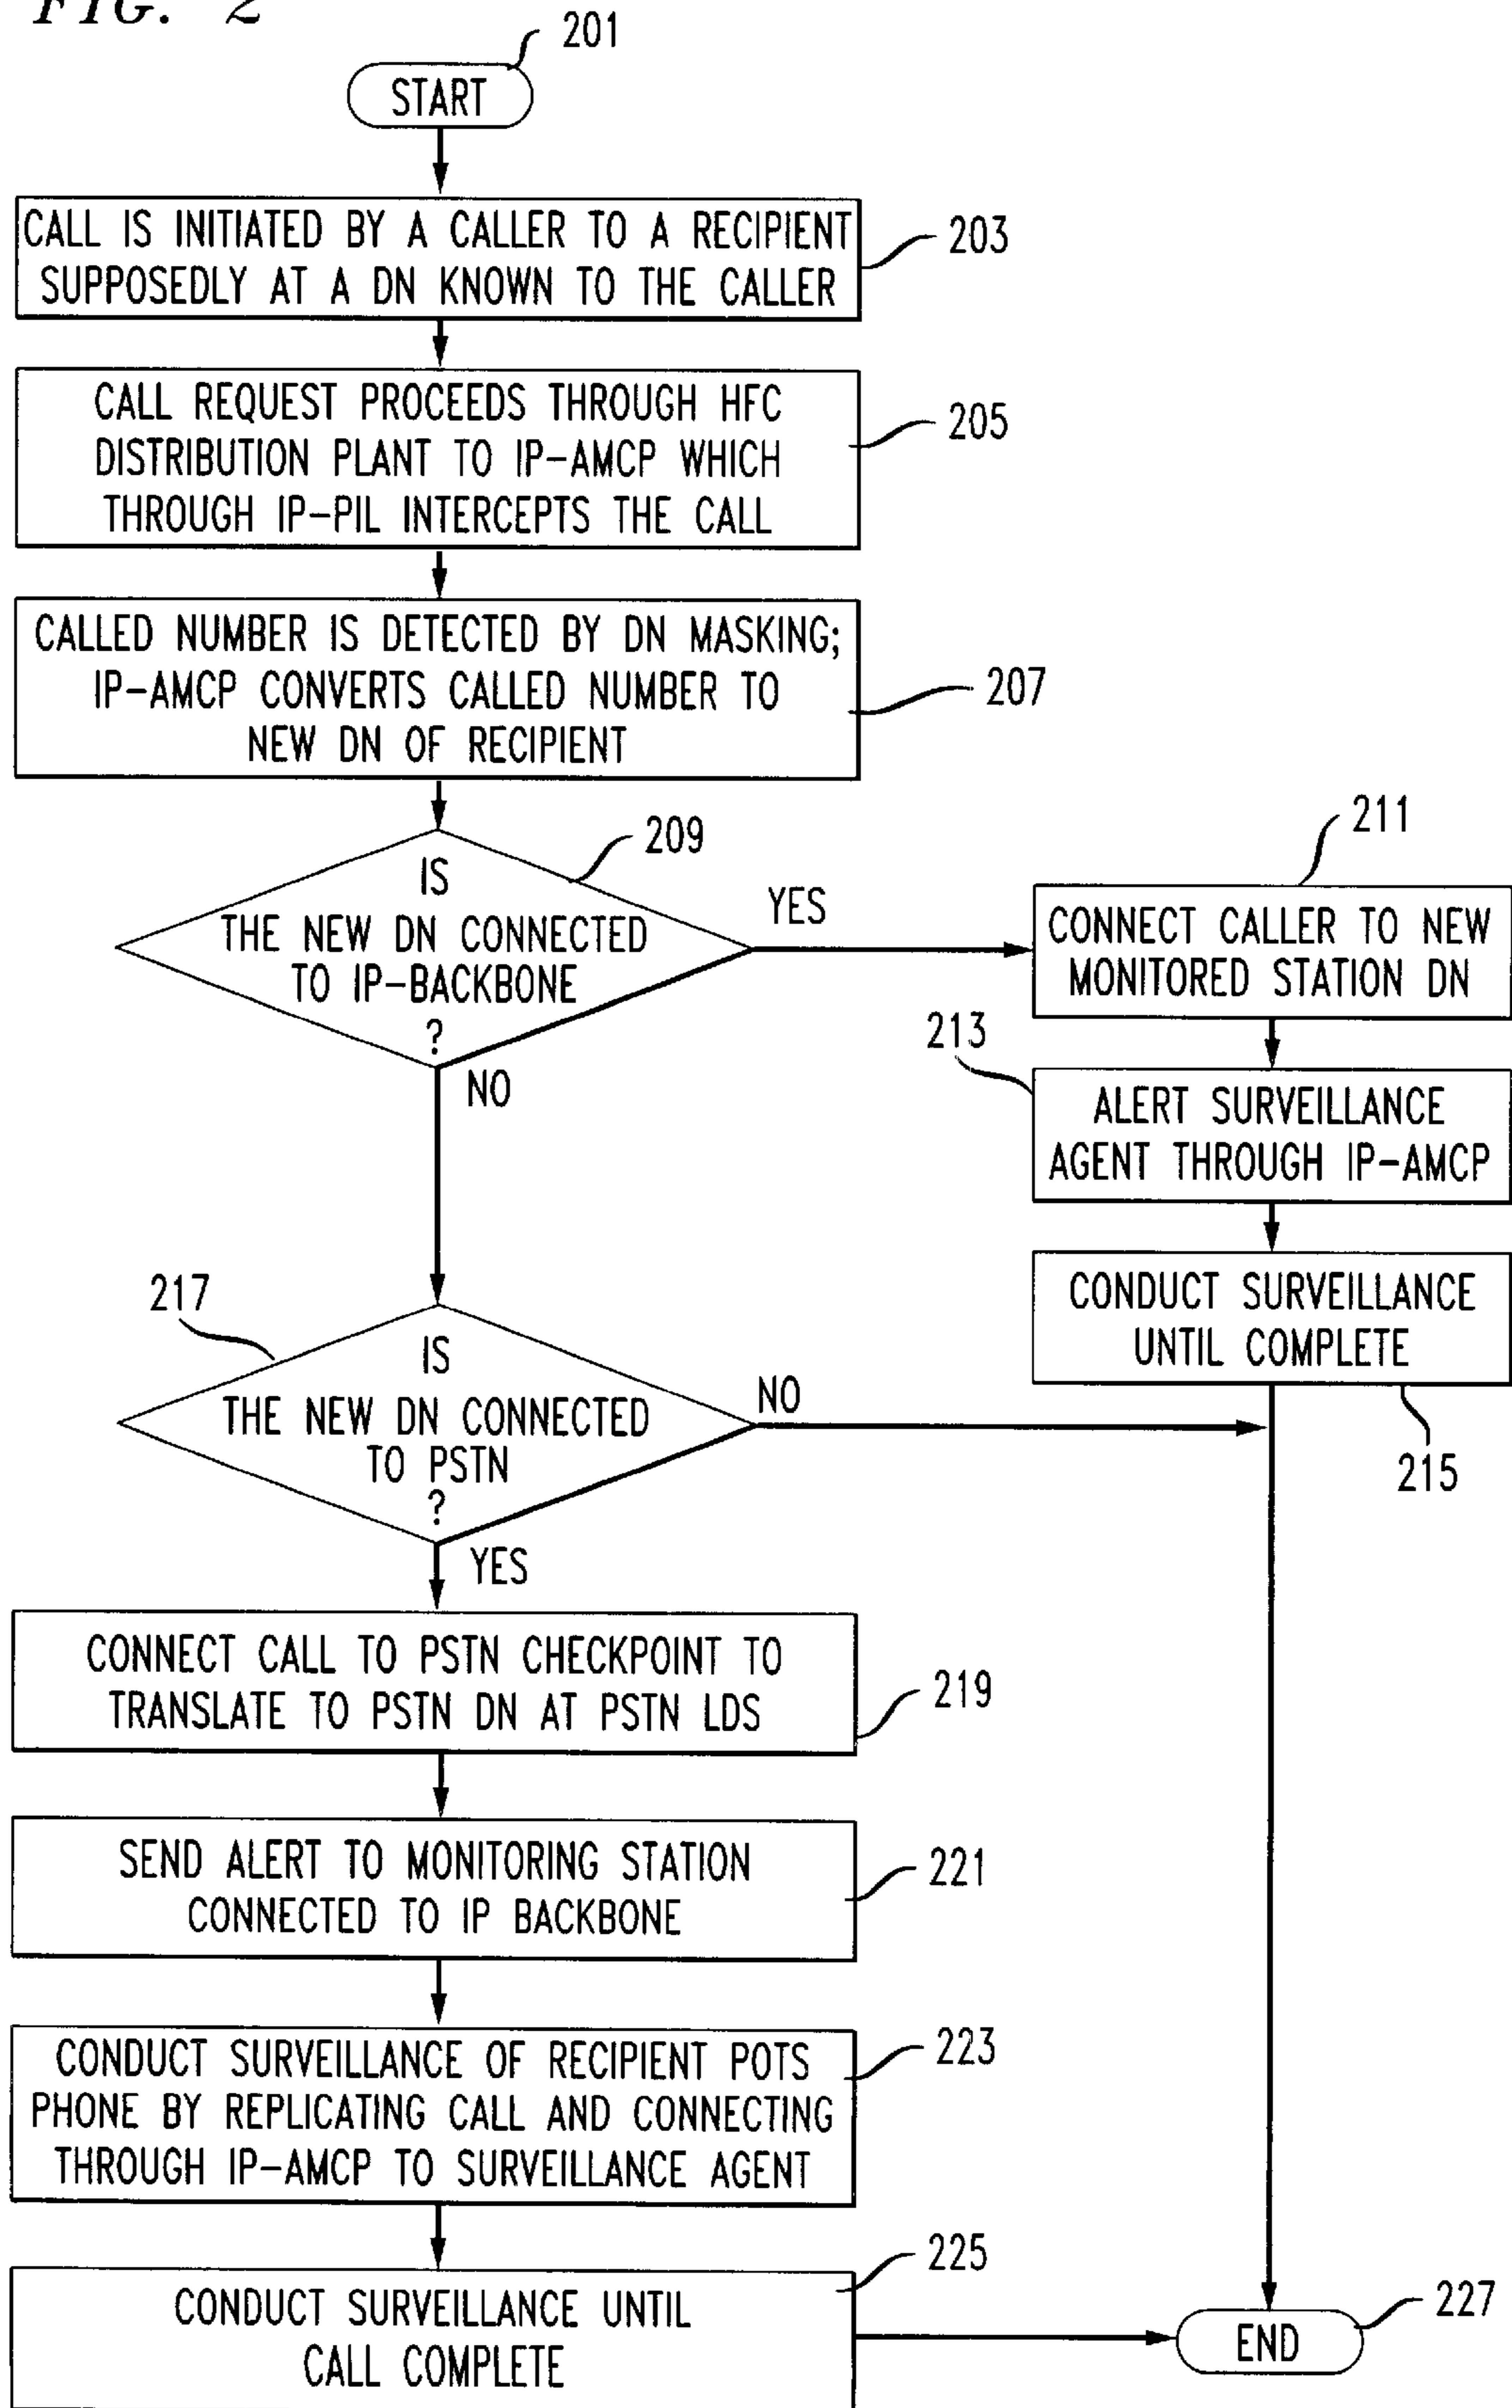 FIG. 2
201
START
CALL IS INITIATED BY A CALLER TO A RECIPIENT
SUPPOSEDLY AT A DN KNOWN TO THE CALLER
203
CALL REQUEST PROCEEDS THROUGH HFC
DISTRIBUTION PLANT TO IP-AMCP WHICH
THROUGH IP-PIL INTERCEPTS THE CALL
205
CALLED NUMBER IS DETECTED BY DN MASKING;
IP-AMCP CONVERTS CALLED NUMBER TO
NEW DN OF RECIPIENT
207
209
IS
THE NEW DN CONNECTED
TO IP-BACKBONE
?
YES
NO
211
CONNECT CALLER TO NEW
MONITORED STATION DN
213
ALERT SURVEILLANCE
AGENT THROUGH IP-AMCP
CONDUCT SURVEILLANCE
UNTIL COMPLETE
215
217
IS
THE NEW DN CONNECTED
TO PSTN
?
NO
YES
CONNECT CALL TO PSTN CHECKPOINT TO
TRANSLATE TO PSTN DN AT PSTN LDS
219
SEND ALERT TO MONITORING STATION
CONNECTED TO IP BACKBONE
221
CONDUCT SURVEILLANCE OF RECIPIENT POTS
PHONE BY REPLICATING CALL AND CONNECTING
THROUGH IP-AMCP TO SURVEILLANCE AGENT
223
CONDUCT SURVEILLANCE UNTIL
CALL COMPLETE
225
END
227